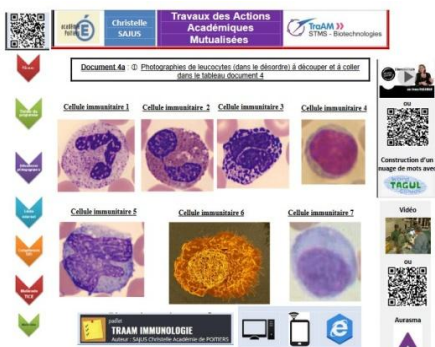 académie
Poitiers
Christelle
SAJUS
Travaux des Actions
Académiques
Mutualisées
TraAM
STMS - Biotechnologies
Document 4a : ① Photographies de leucocytes (dans le désordre) à découper et à coller
dans le tableau document 4
Cellule immunitaire 1
Cellule immunitaire 2
Cellule immunitaire 3
Cellule immunitaire 4
ou
Construction d'un
nuage de mots avec
TAGUL
Cellule immunitaire 5
Cellule immunitaire 6
Cellule immunitaire 7
Vidéo
ou
Aurasma
padlet
TRAAM IMMUNOLOGIE
Auteur : SAJUS Christelle Académie de POITIERS